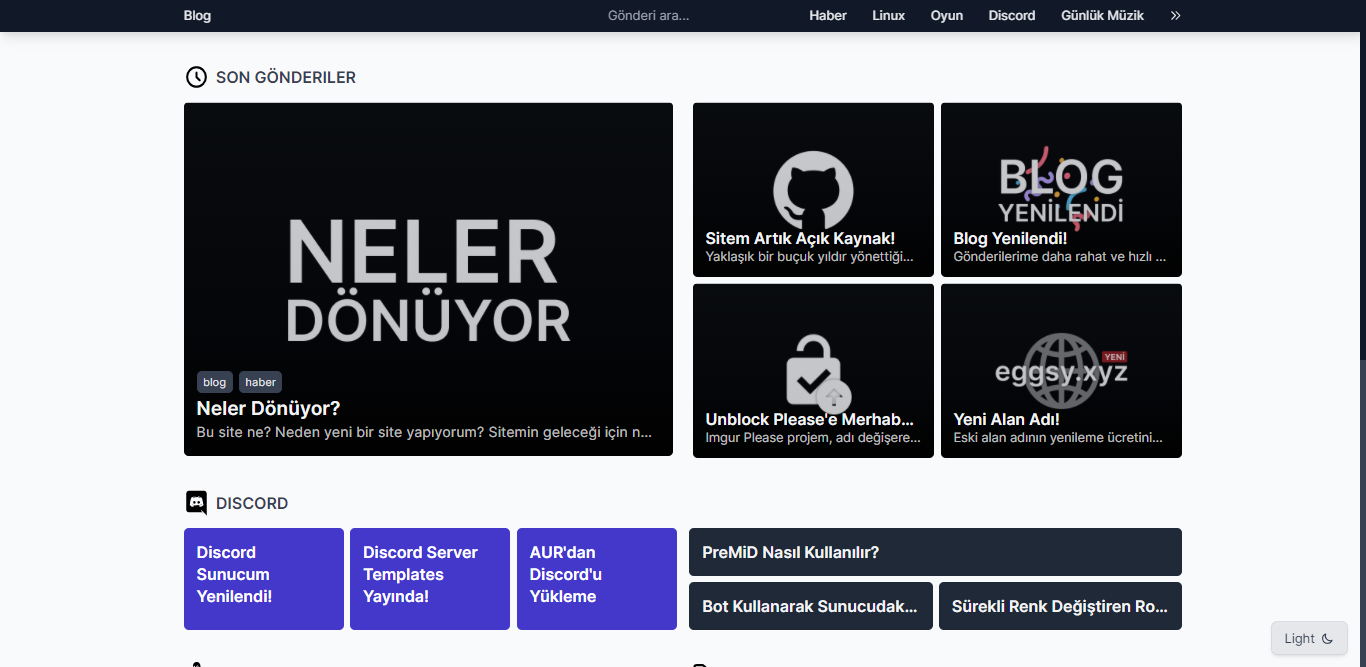 Blog
Gönderi ara...
Haber
Linux
Oyun
Discord
Günlük Müzik
SON GÖNDERILER
NELER
DÖNÜYOR
blog
haber
Neler Dönüyor?
Bu site ne? Neden yeni bir site yapıyorum? Sitemin geleceği için n...
Sitem Artık Açık Kaynak!
Yaklaşık bir buçuk yıldır yönettiği...
BLOG
YENİLENDİ
Blog Yenilendi!
Gönderilerime daha rahat ve hızlı ...
Unblock Please'e Merhab...
Imgur Please projem, adı değişere...
YENİ
eggsy.xyz
Yeni Alan Adı!
Eski alan adının yenileme ücretini...
DISCORD
Discord
Sunucum
Yenilendi!
Discord Server
Templates
Yayında!
AUR'dan
Discord'u
Yükleme
PreMiD Nasıl Kullanılır?
Bot Kullanarak Sunucudak...
Sürekli Renk Değiştiren Ro...
Light